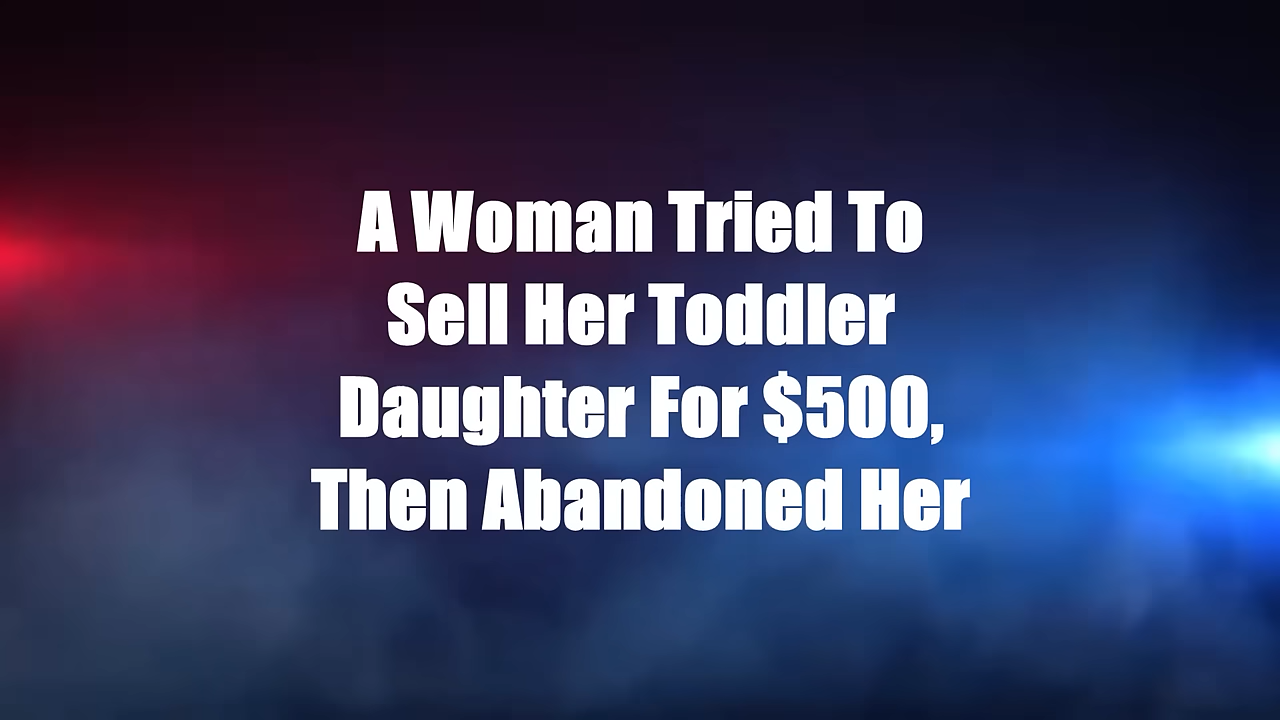 A Woman Tried To
Sell Her Toddler
Daughter For $500,
Then Abandoned Her